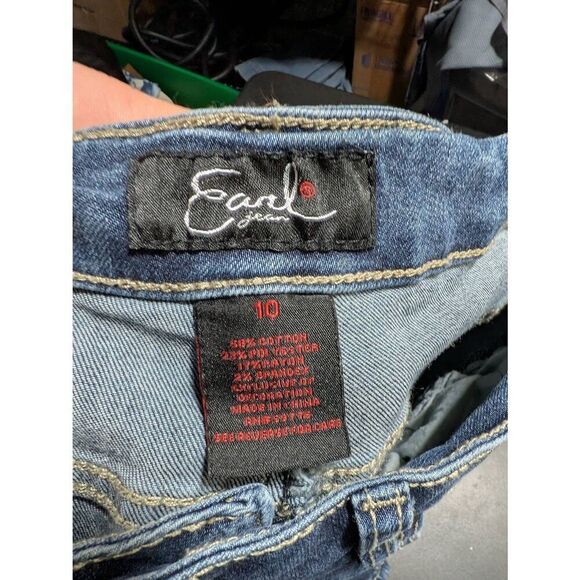 Earl
jean
10
58% COTTON
23% POLYESTER
17% RAYON
2% SPANDEX
EXCLUSIVE OF
DECORATION
MADE IN CHINA
SEE REVERSE FOR CARE